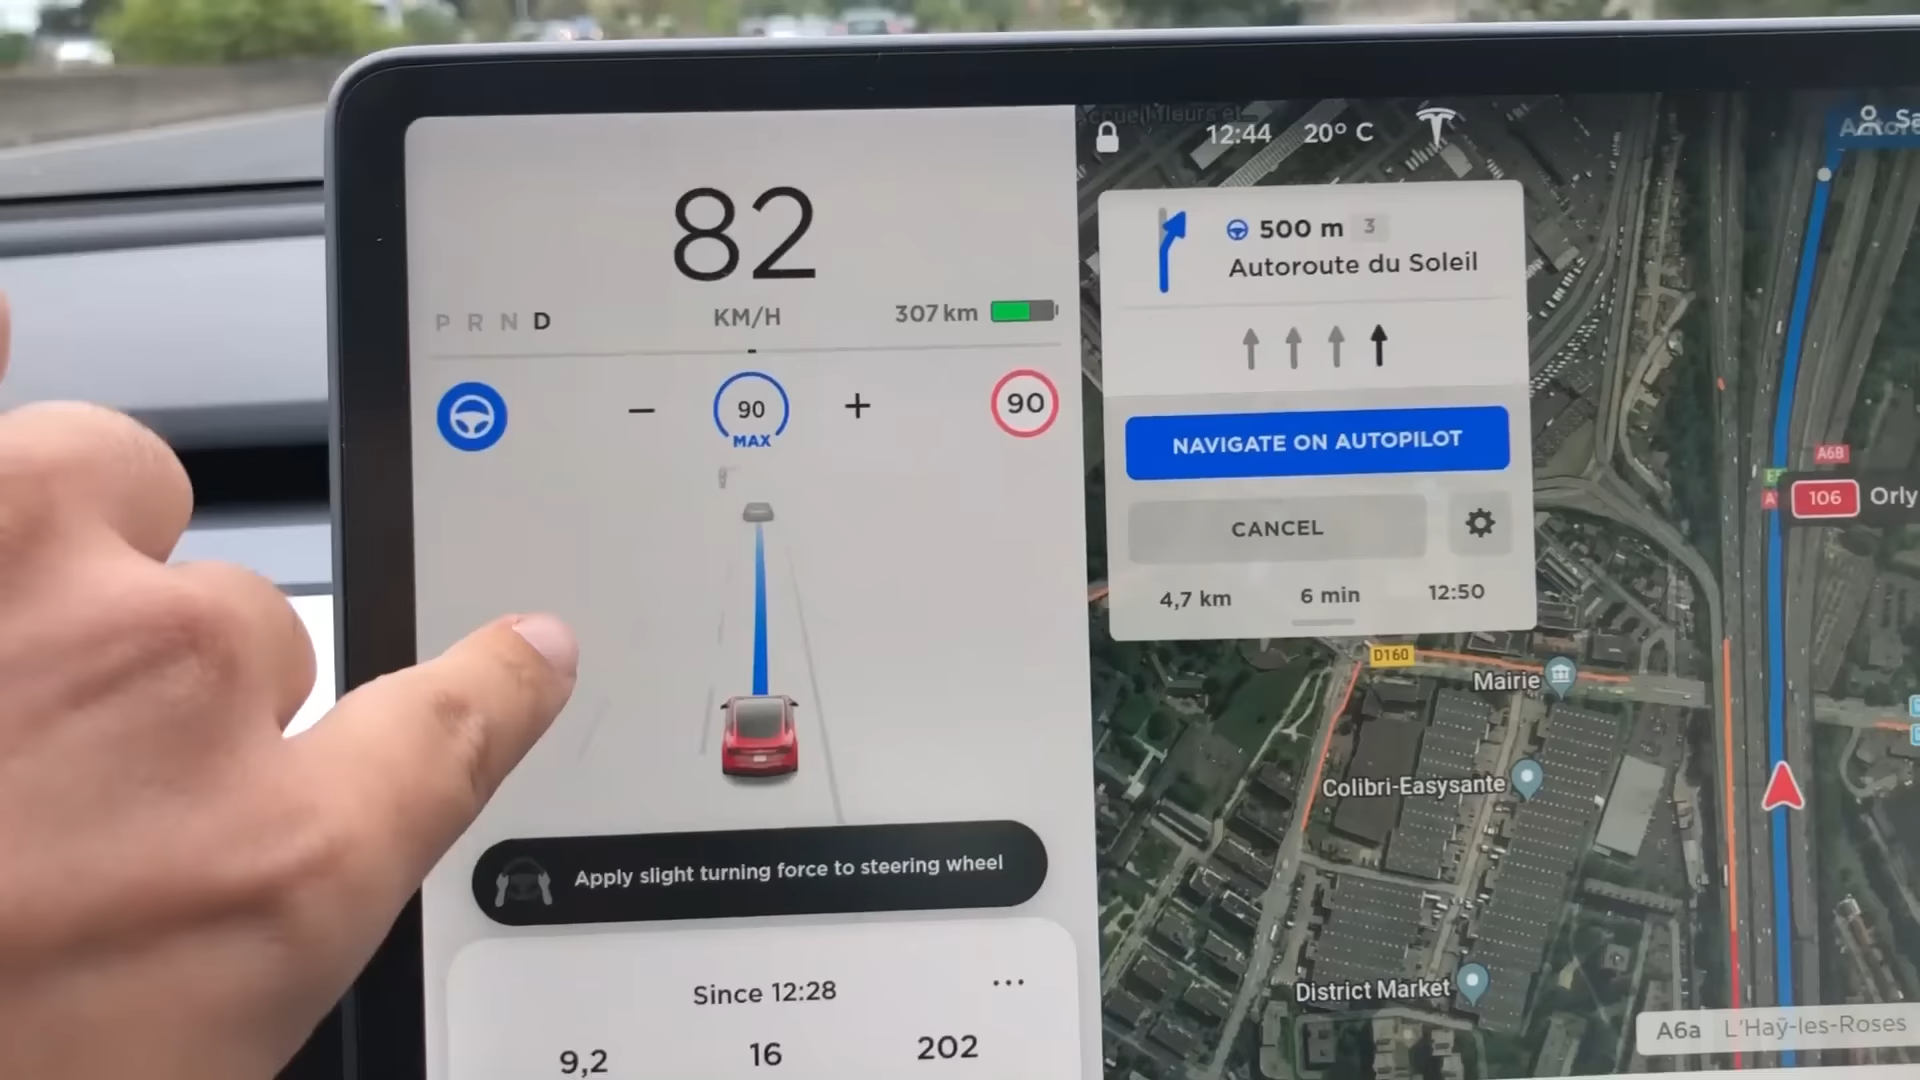 82
KM/H
P R N D
307 km
90
MAX
90
Apply slight turning force to steering wheel
Since 12:28
9,2
16
202
12:44
20° C
500 m 3
Autoroute du Soleil
NAVIGATE ON AUTOPILOT
CANCEL
4,7 km 6 min 12:50
A6B
106 Orly
D160
Mairie
Colibri-Easysante
District Market
A6a L'Haÿ-les-Roses